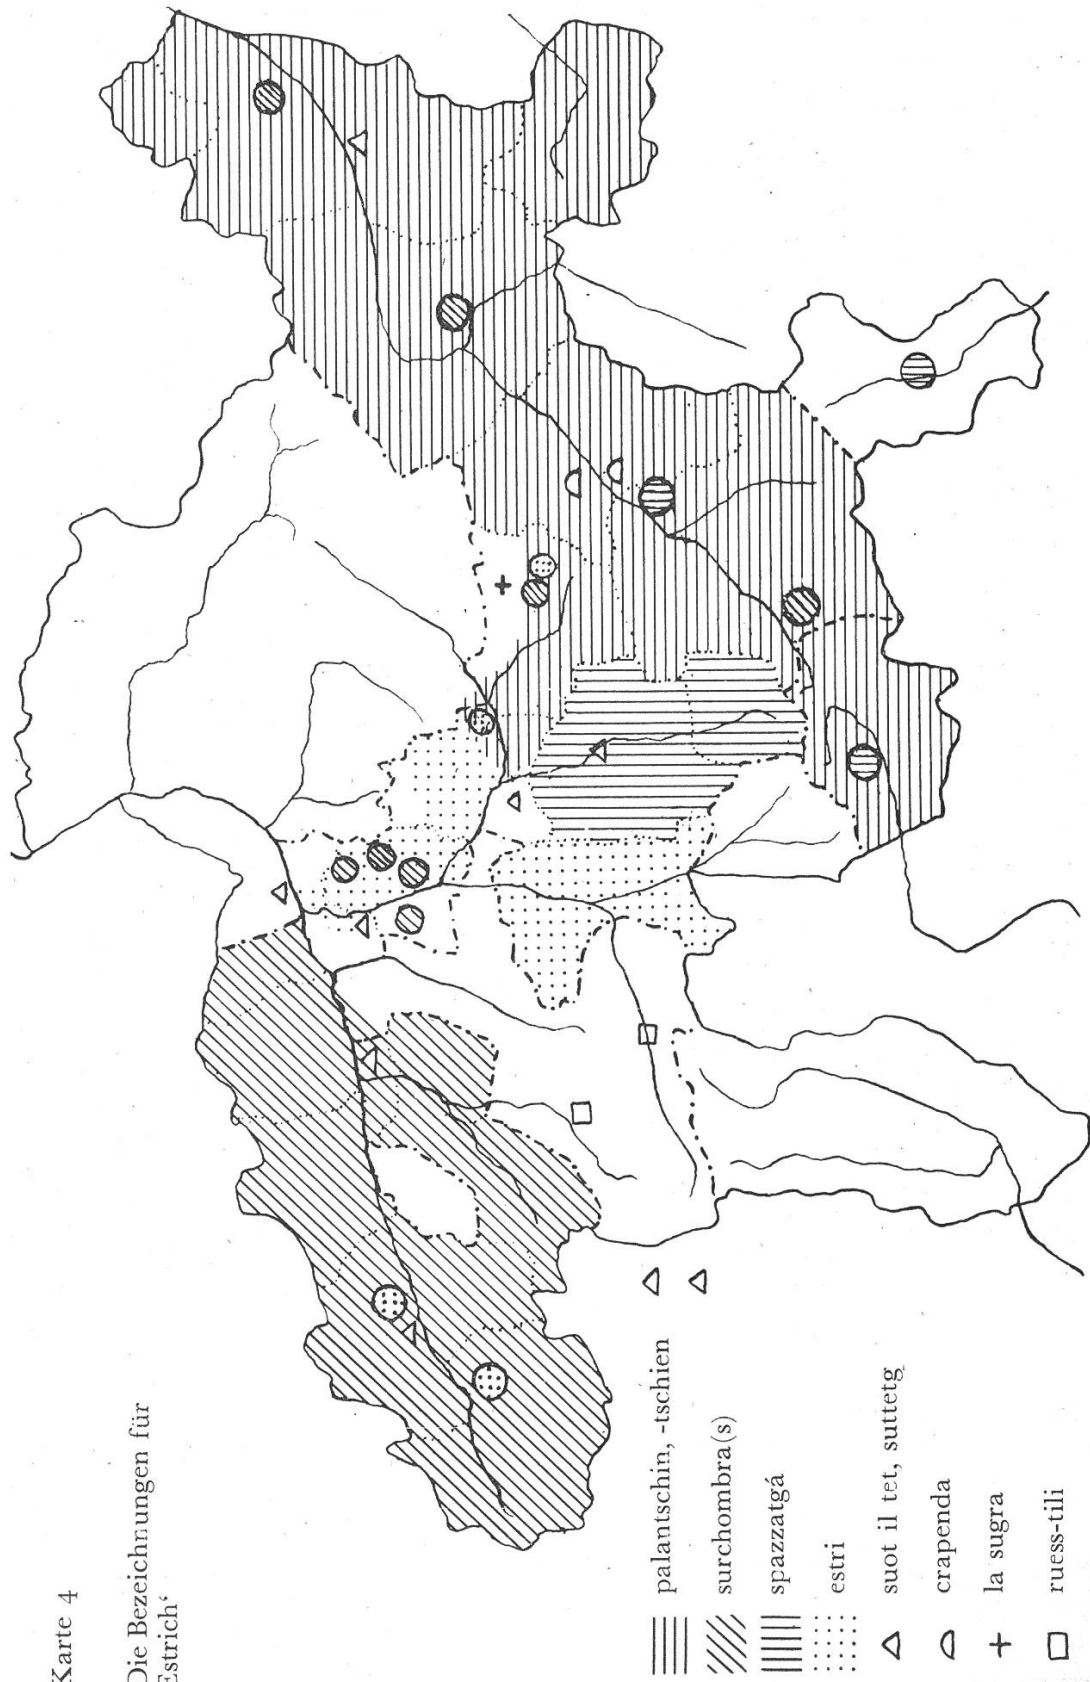 Karte 4
Die Bezeichnungen für
‚Estrich‘
palantschin, -tschien
surchombra(s)
spazzatgá
estri
suot il tet, suttetg
crapenda
la sugra
ruess-tili